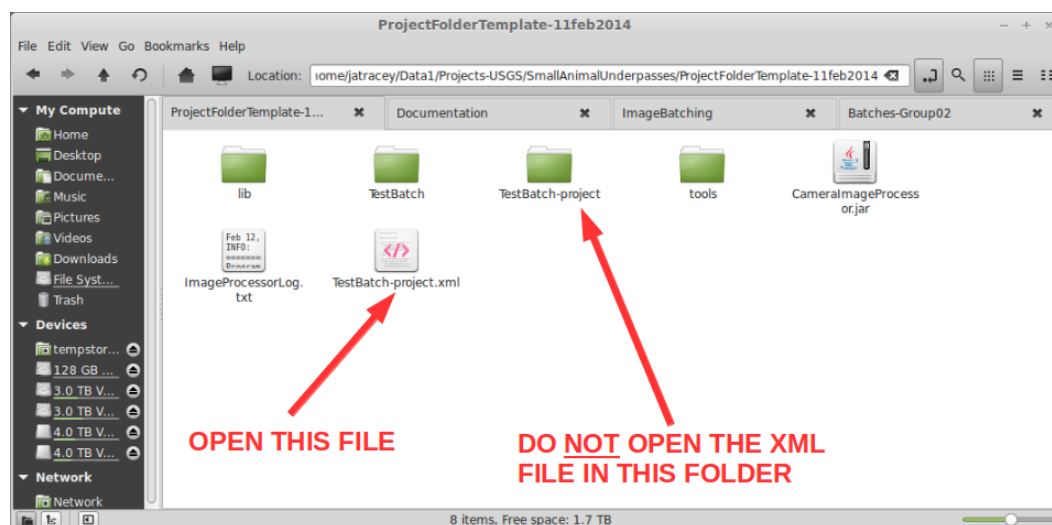 ProjectFolderTemplate-11feb2014
File Edit View Go Bookmarks Help
Location: ome/jatracey/Data1/Projects-USGS/SmallAnimalUnderpasses/ProjectFolderTemplate-11feb2014
My Compute
Home
Desktop
Docume...
Music
Pictures
Videos
Downloads
File Syst...
Trash
Devices
tempstor...
128 GB ...
3.0 TB V...
3.0 TB V...
4.0 TB V...
4.0 TB V...
Network
Network
ProjectFolderTemplate-1... Documentation ImageBatching Batches-Group02
lib TestBatch TestBatch-project tools CameraImageProcess
or.jar
Feb 12,
INFO:
ImageProcessorLog.
txt
TestBatch-project.xml
OPEN THIS FILE
DO NOT OPEN THE XML
FILE IN THIS FOLDER
8 items, Free space: 1.7 TB